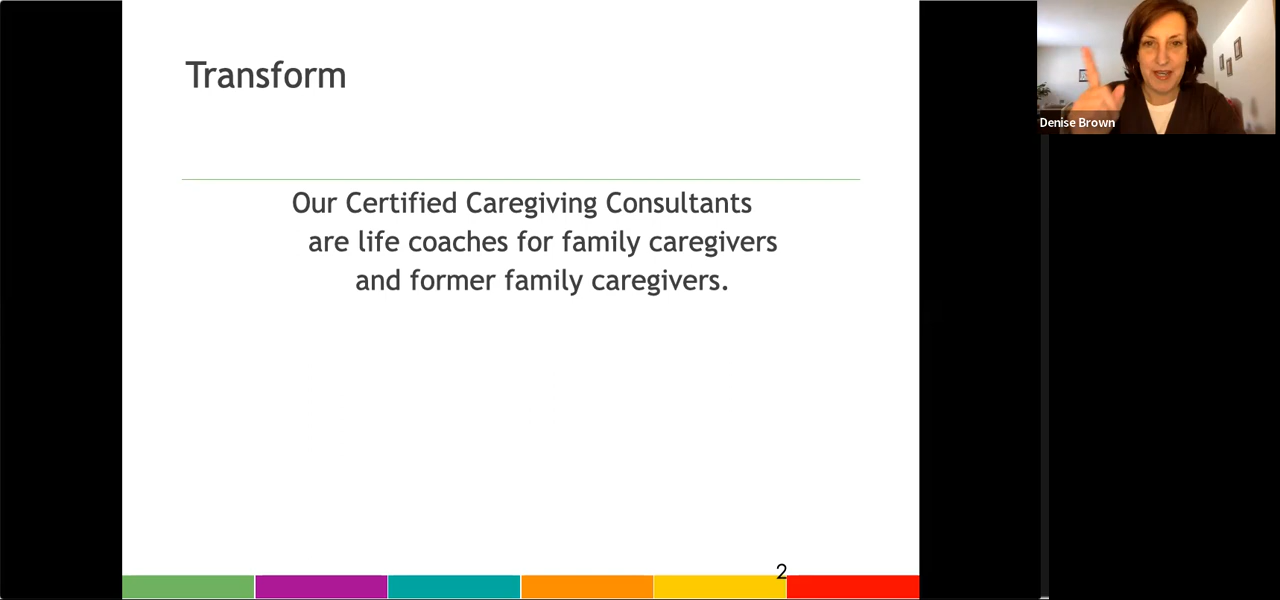 Transform
Our Certified Caregiving Consultants
are life coaches for family caregivers
and former family caregivers.
2
Denise Brown